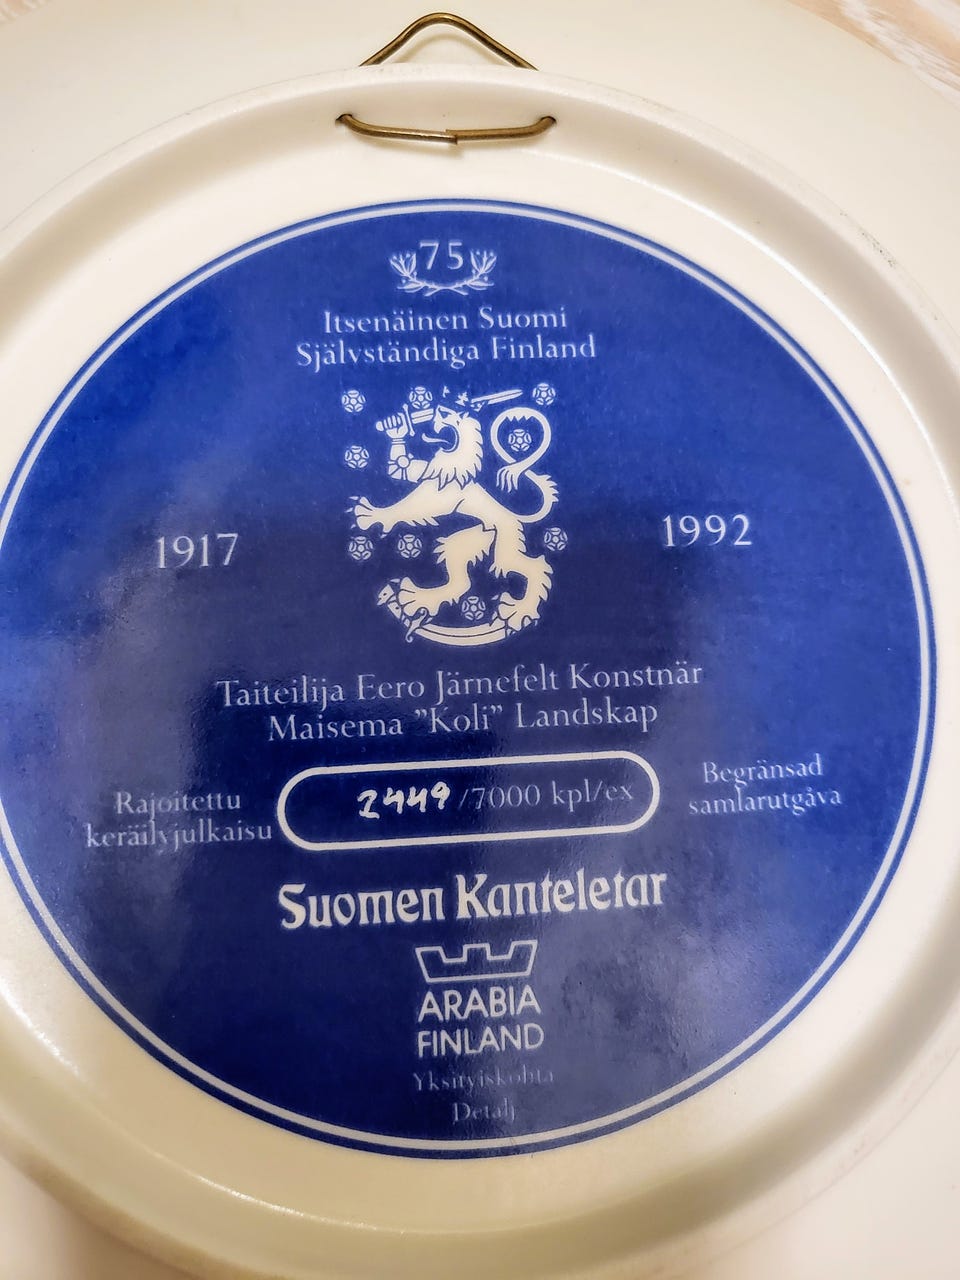 75
Itsenäinen Suomi
Självständiga Finland
1917 1992
Taiteilija Eero Järnefelt Konstnär
Maisema ”Koli” Landskap
Rajoitettu
keräilyjulkaisu
2449/7000 kpl/ex
Begränsad
samlarutgåva
Suomen Kanteletar
ARABIA
FINLAND
Yksityiskohta
Detalj